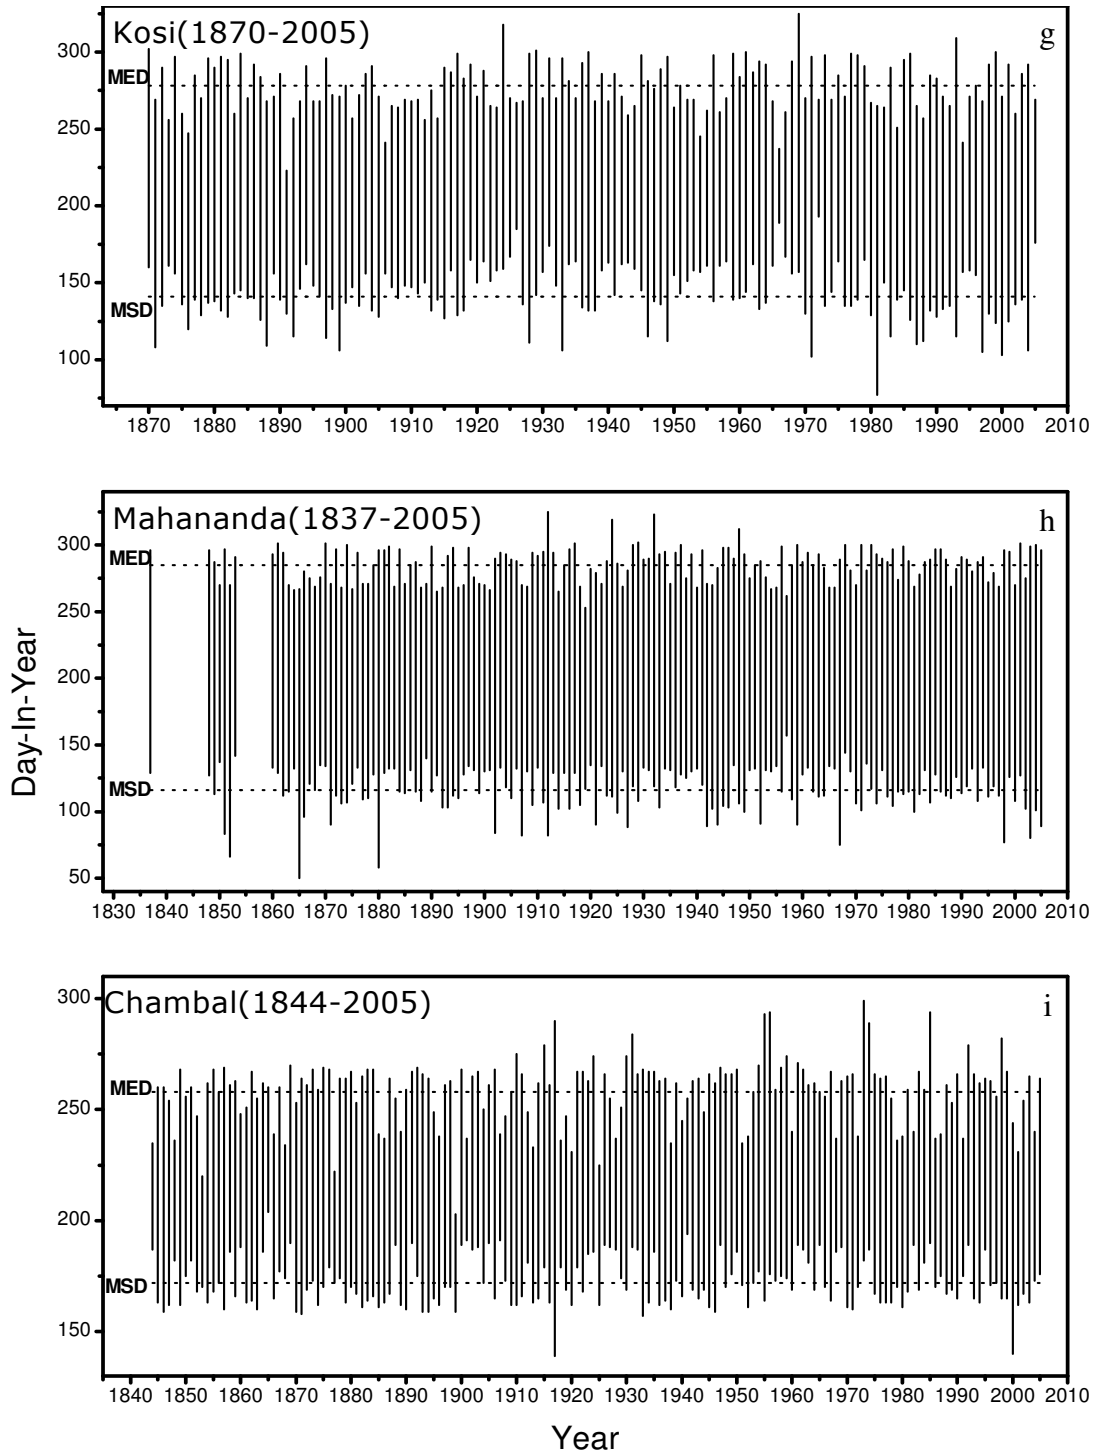 Kosi(1870-2005)
g
300
MED
250
200
150
MSD
100
1870 1880 1890 1900 1910 1920 1930 1940 1950 1960 1970 1980 1990 2000 2010
Mahananda(1837-2005)
h
300
MED
250
200
150
MSD
100
50
1830 1840 1850 1860 1870 1880 1890 1900 1910 1920 1930 1940 1950 1960 1970 1980 1990 2000 2010
Day-In-Year
Chambal(1844-2005)
i
300
MED
250
200
MSD
150
1840 1850 1860 1870 1880 1890 1900 1910 1920 1930 1940 1950 1960 1970 1980 1990 2000 2010
Year